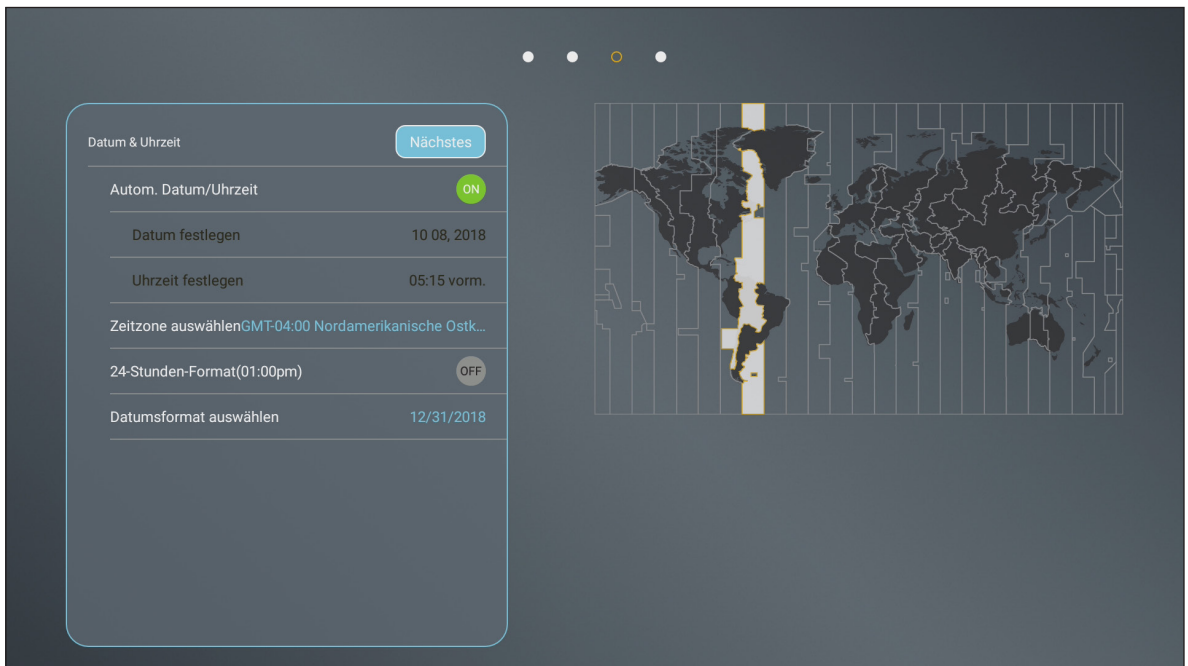 Datum & Uhrzeit Nächstes
Autom. Datum/Uhrzeit ON
Datum festlegen 10 08, 2018
Uhrzeit festlegen 05:15 vorm.
Zeitzone auswählenGMT-04:00 Nordamerikanische Ostk...
24-Stunden-Format(01:00pm) OFF
Datumsformat auswählen 12/31/2018